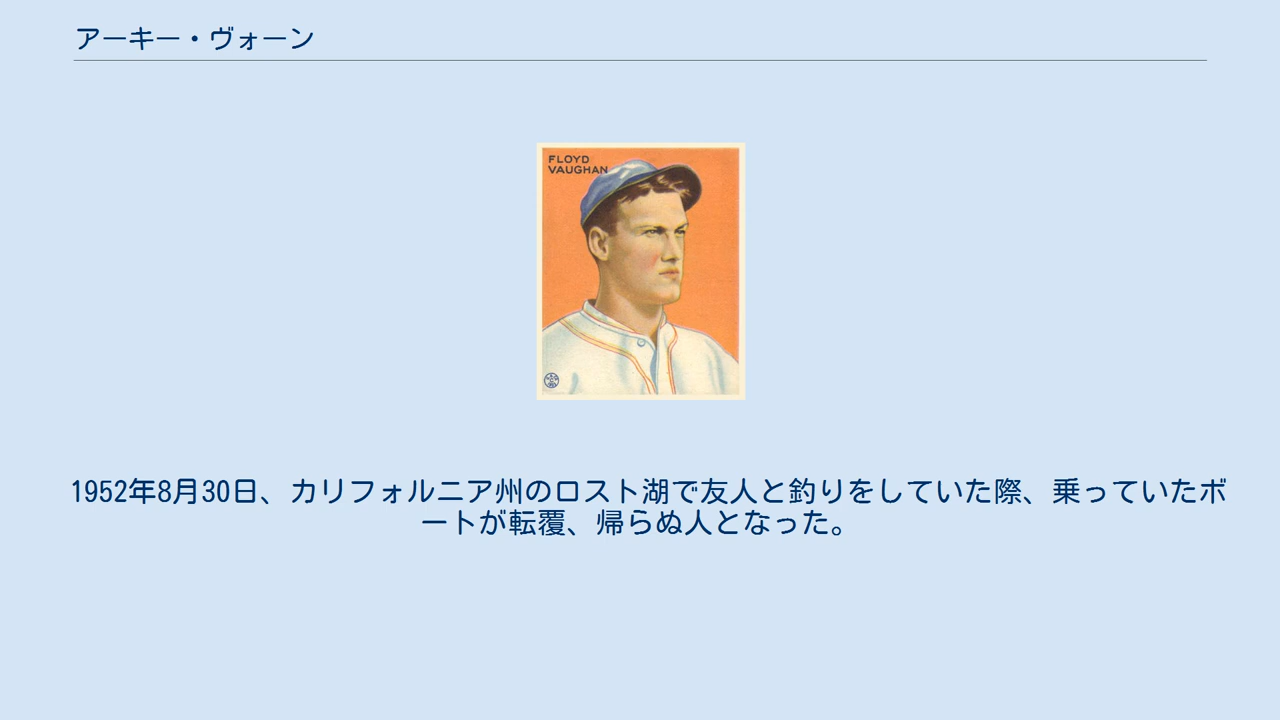 アーキー・ヴォーン
FLOYD
VAUGHAN
1952年8月30日、カリフォルニア州のロスト湖で友人と釣りをしていた際、乗っていたボ
ートが転覆、帰らぬ人となった。